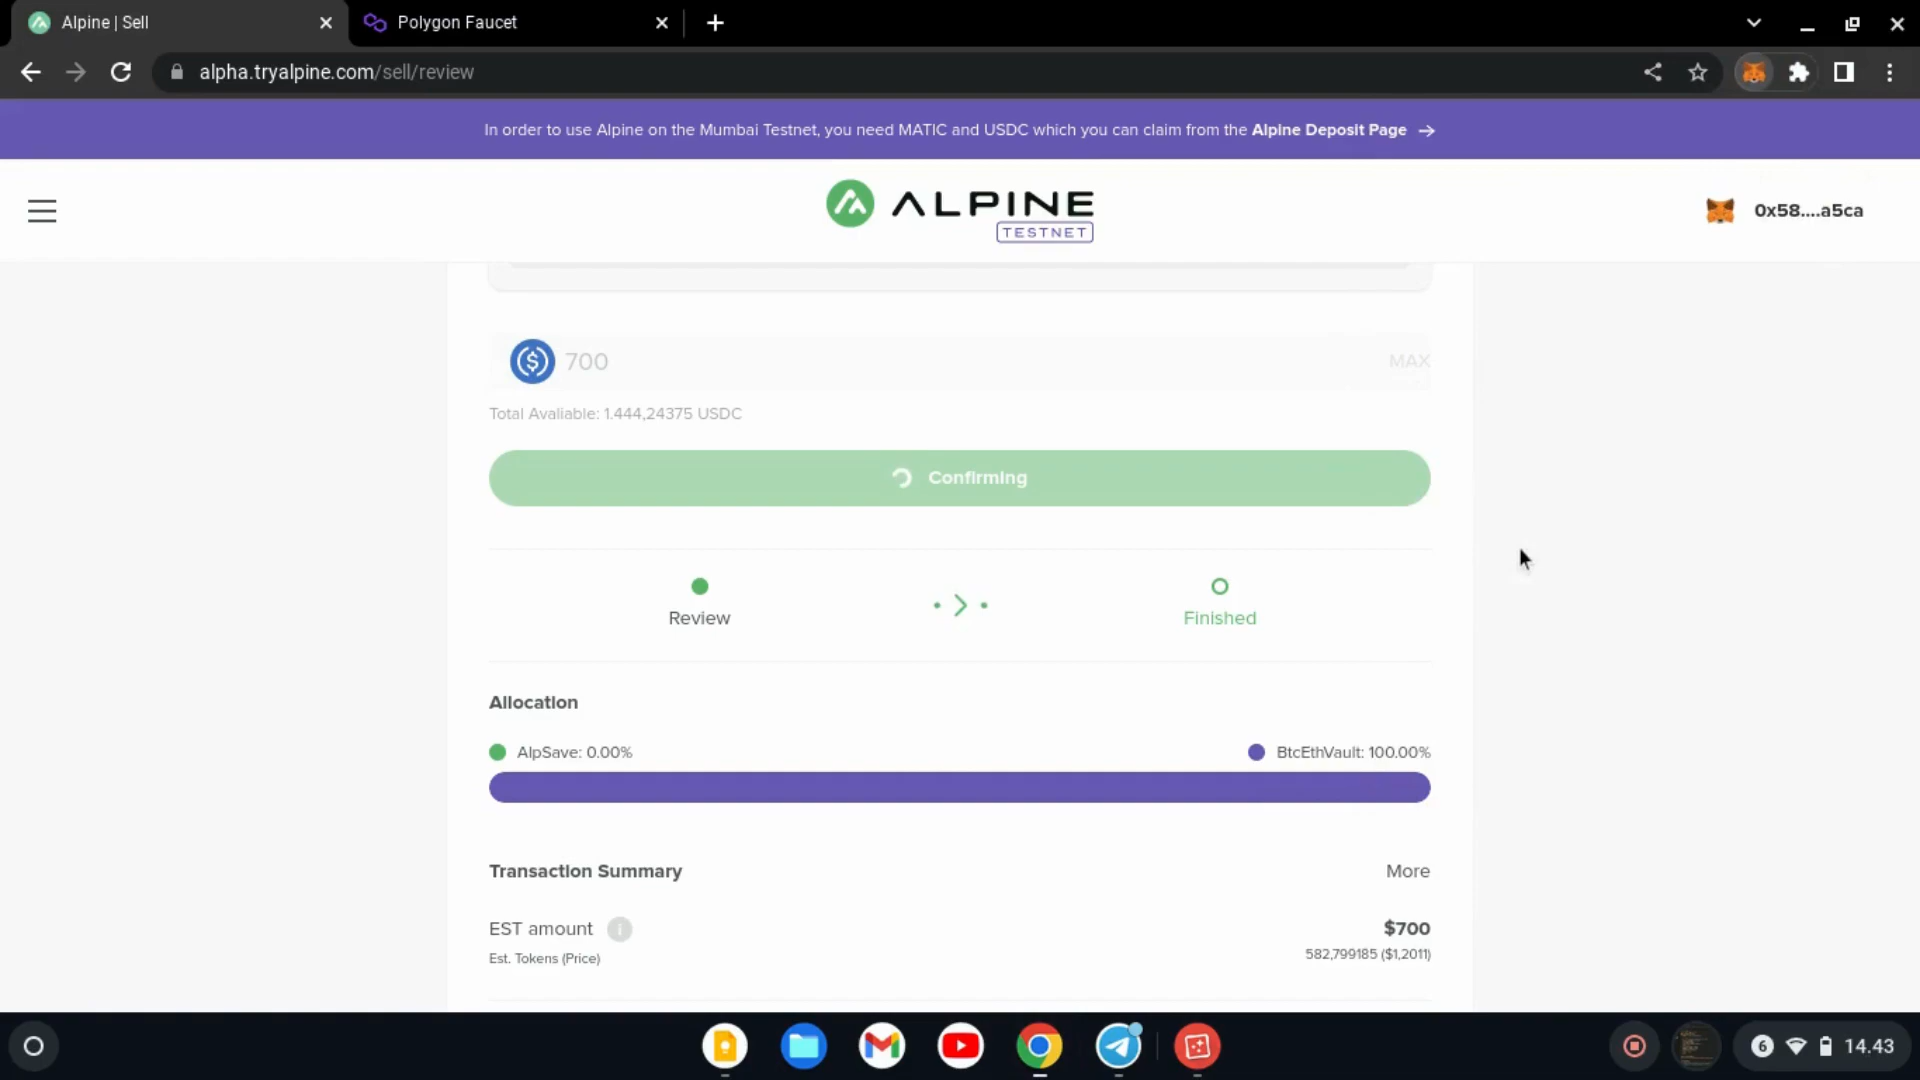 Alpine | Sell
Polygon Faucet
alpha.tryalpine.com/sell/review
In order to use Alpine on the Mumbai Testnet, you need MATIC and USDC which you can claim from the Alpine Deposit Page →
ALPINE
TESTNET
0x58....a5ca
700
MAX
Total Avaliable: 1.444,24375 USDC
Confirming
Review
Finished
Allocation
AlpSave: 0.00%
BtcEthVault: 100.00%
Transaction Summary
More
EST amount
$700
Est. Tokens (Price)
582,799185 ($1,2011)
6
14.43